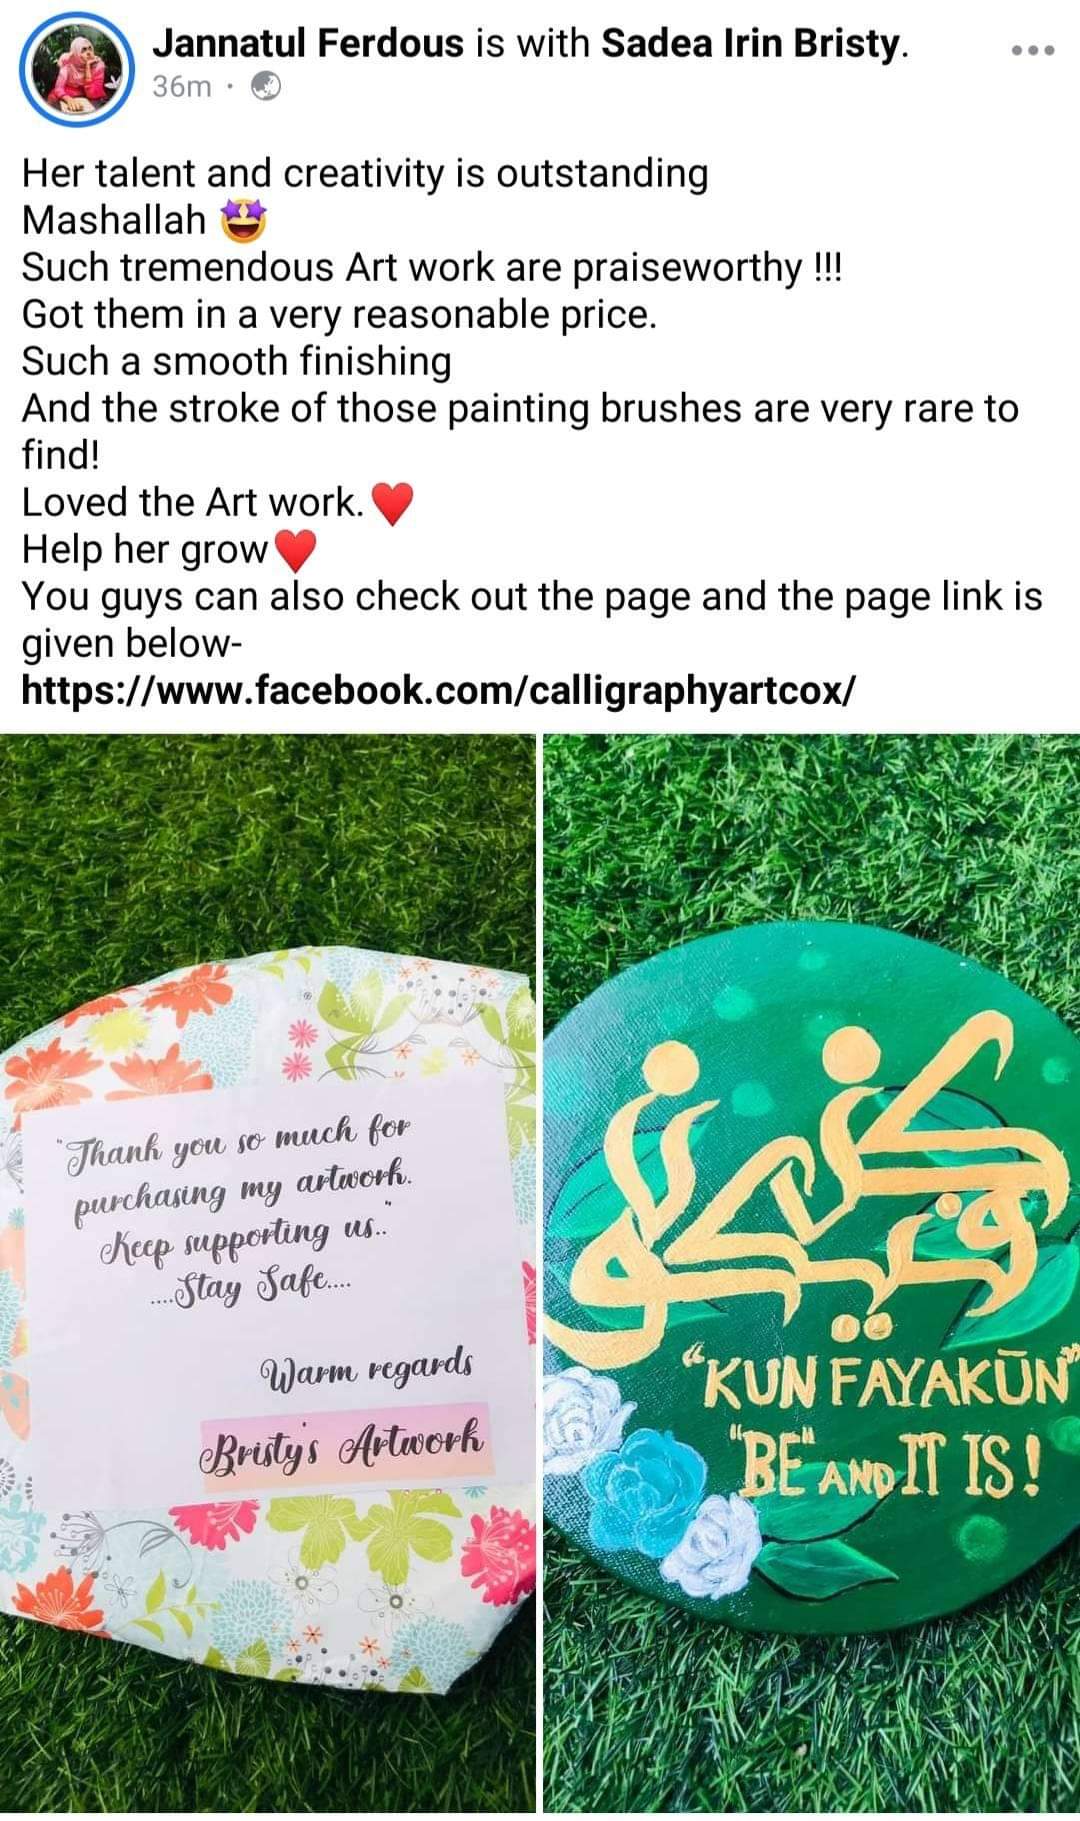 Jannatul Ferdous is with Sadea Irin Bristy.
36m ·
Her talent and creativity is outstanding
Mashallah 🤩
Such tremendous Art work are praiseworthy !!!
Got them in a very reasonable price.
Such a smooth finishing
And the stroke of those painting brushes are very rare to
find!
Loved the Art work.♥️
Help her grow♥️
You guys can also check out the page and the page link is
given below-
https://www.facebook.com/calligraphyartcox/
"Thank you so much for
purchasing my artwork.
Keep supporting us.."
....Stay Safe....
Warm regards
Bristy's Artwork
كن فيكون
"KUN FAYAKŪN"
"BE" AND IT IS!